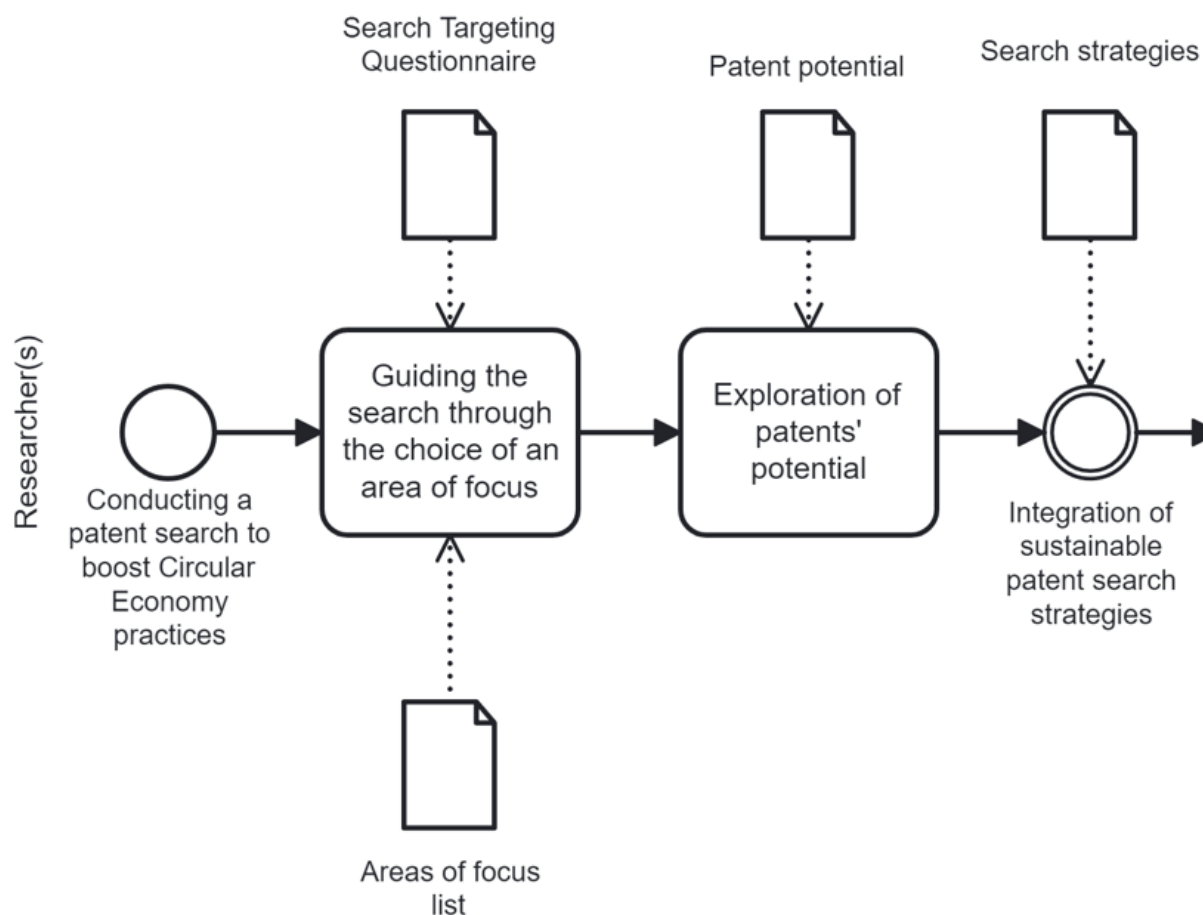 Search Targeting
Questionnaire
Patent potential
Search strategies
Researcher(s)
Conducting a
patent search to
boost Circular
Economy
practices
Guiding the
search through
the choice of an
area of focus
Exploration of
patents'
potential
Integration of
sustainable
patent search
strategies
Areas of focus
list